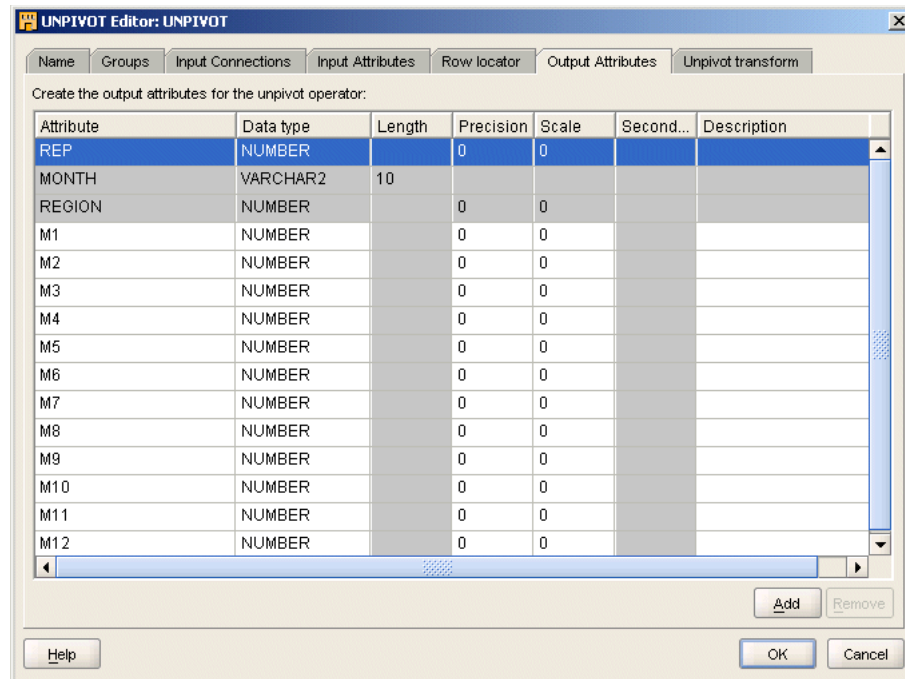 UNPIVOT Editor: UNPIVOT
Name Groups Input Connections Input Attributes Row locator Output Attributes Unpivot transform
Create the output attributes for the unpivot operator:
Attribute Data type Length Precision Scale Second... Description
REP NUMBER 0 0
MONTH VARCHAR2 10
REGION NUMBER 0 0
M1 NUMBER 0 0
M2 NUMBER 0 0
M3 NUMBER 0 0
M4 NUMBER 0 0
M5 NUMBER 0 0
M6 NUMBER 0 0
M7 NUMBER 0 0
M8 NUMBER 0 0
M9 NUMBER 0 0
M10 NUMBER 0 0
M11 NUMBER 0 0
M12 NUMBER 0 0
Add Remove
Help OK Cancel